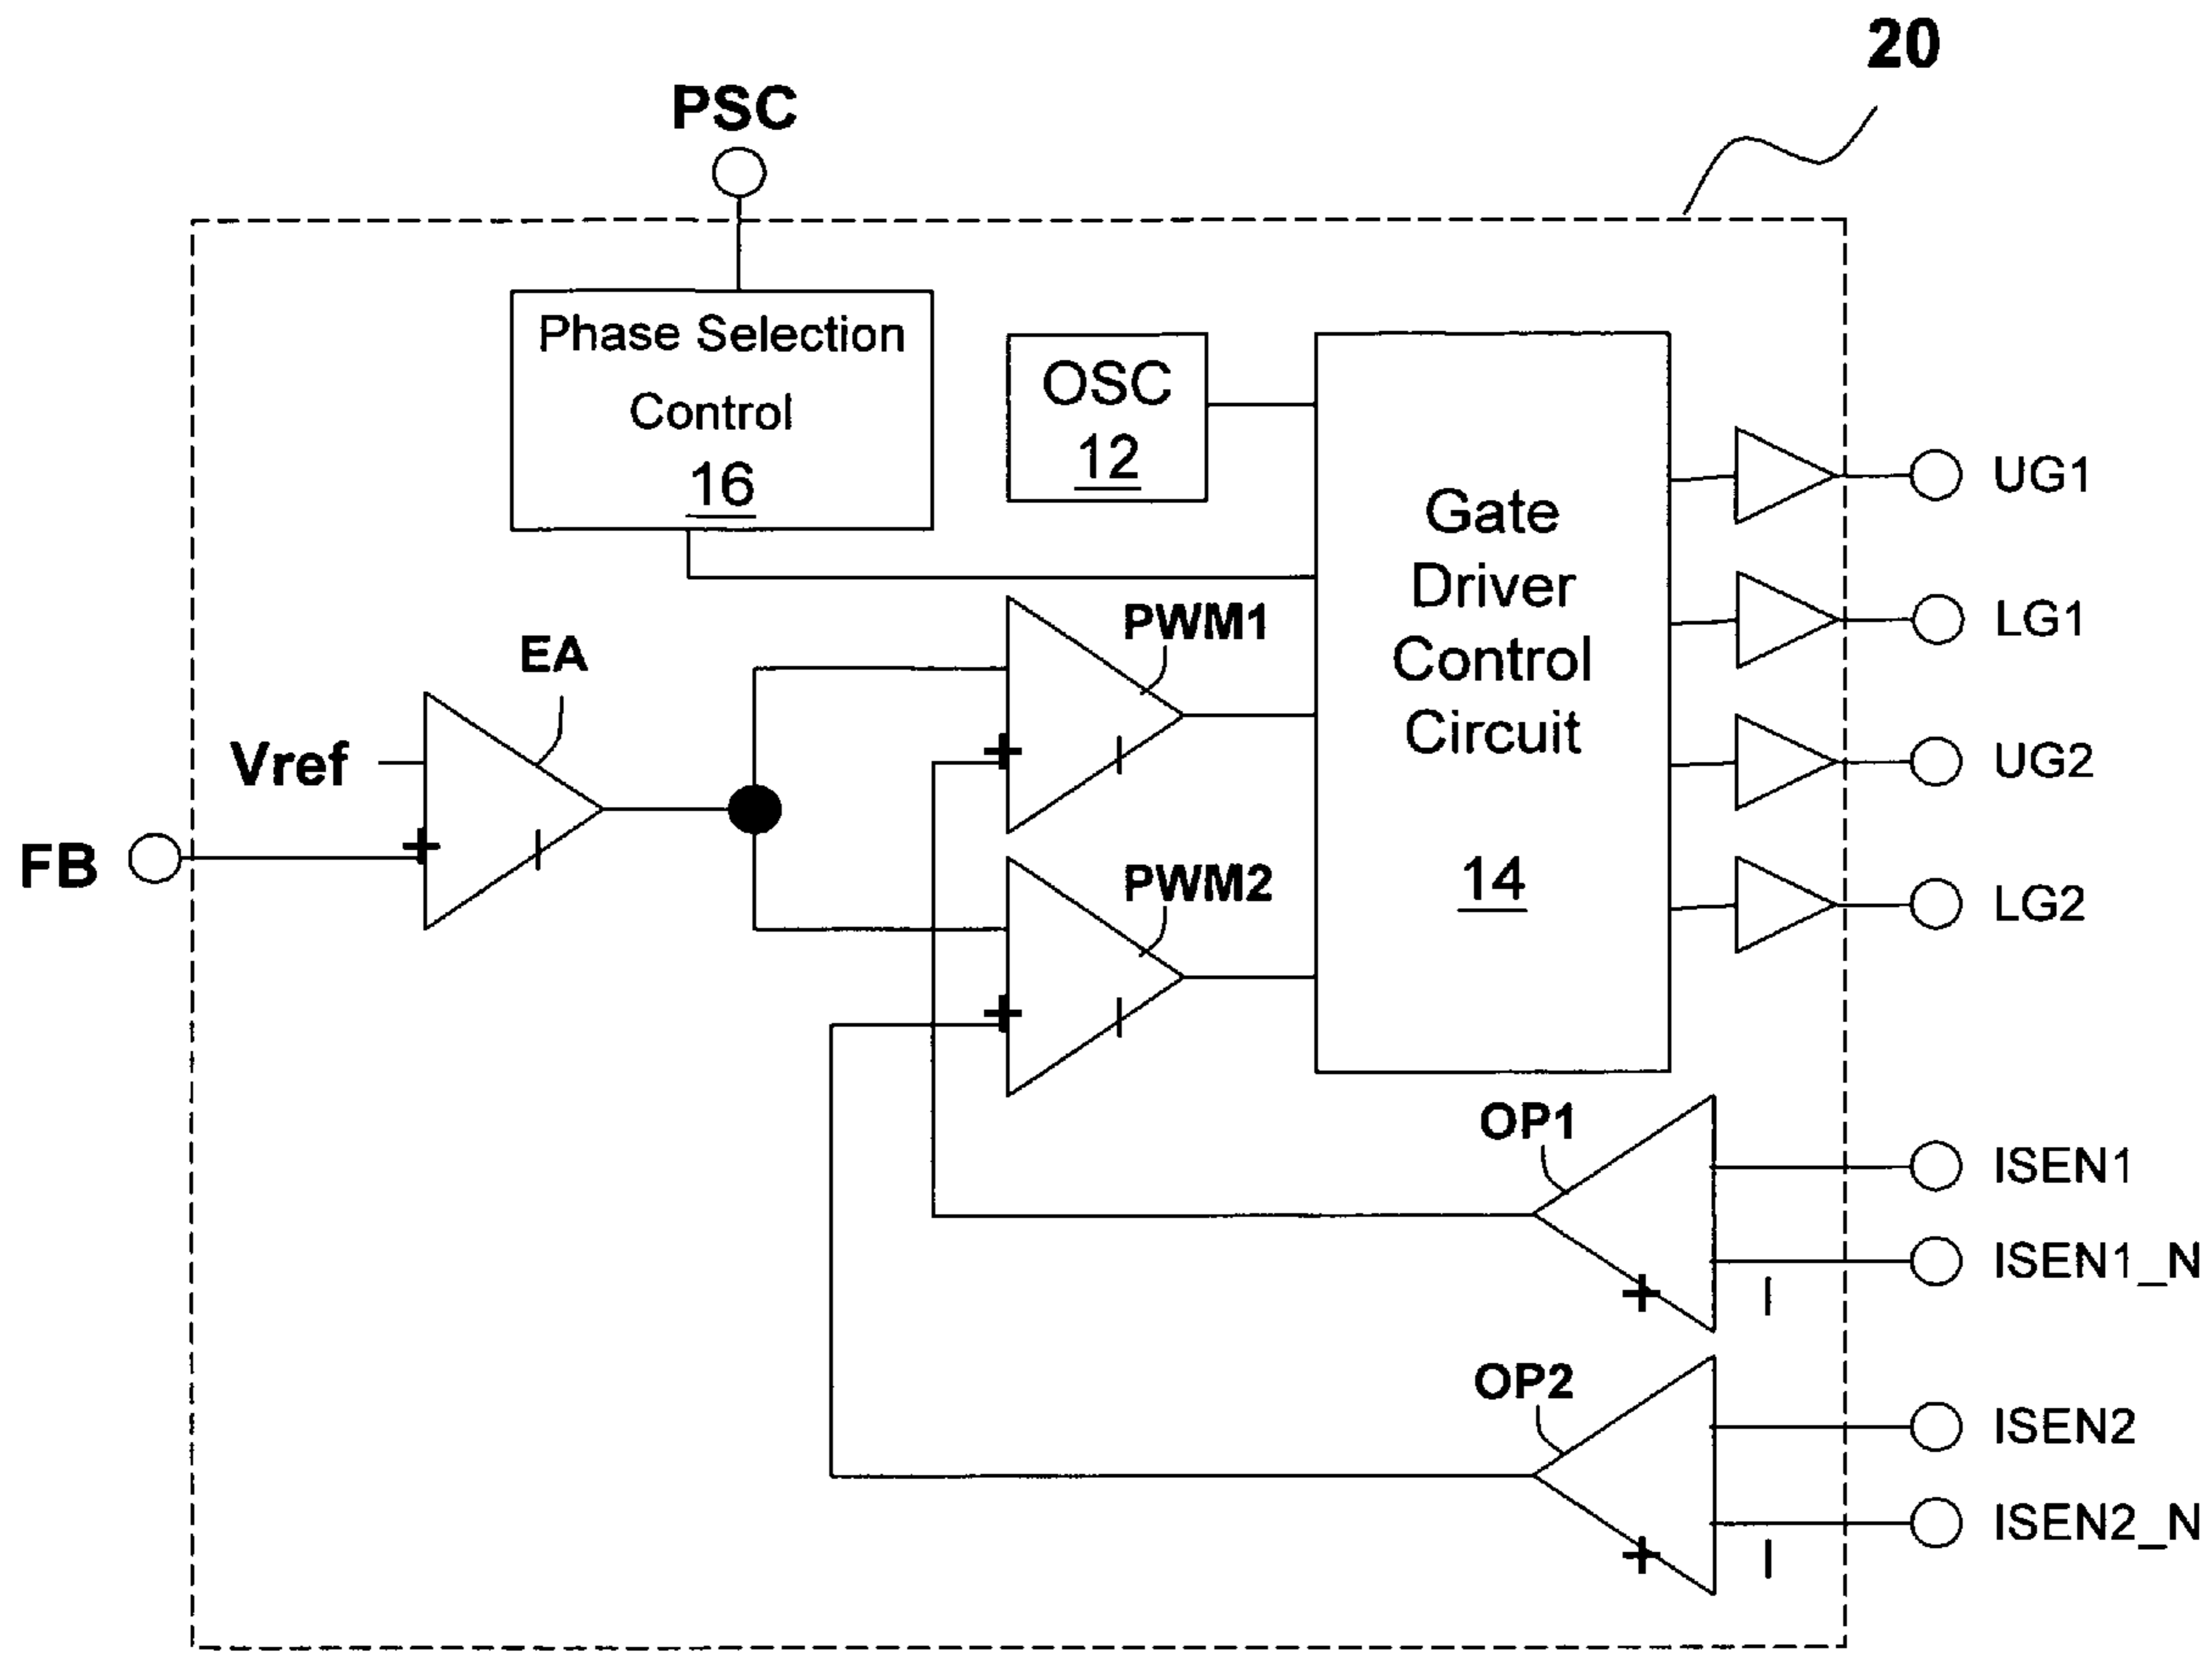 20
PSC
Phase Selection
Control
16
OSC
12
Gate
Driver
Control
Circuit
14
UG1
LG1
UG2
LG2
PWM1
EA
Vref
+
+
FB
PWM2
+
OP1
ISEN1
ISEN1_N
+
OP2
ISEN2
ISEN2_N
+